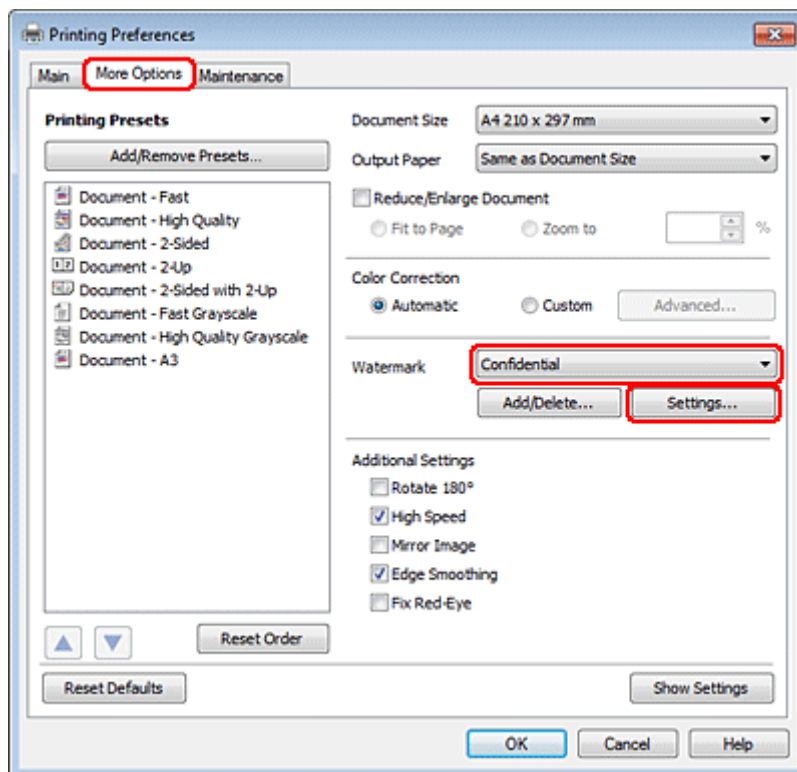 Printing Preferences
Main More Options Maintenance
Printing Presets
Add/Remove Presets...
Document - Fast
Document - High Quality
Document - 2-Sided
Document - 2-Up
Document - 2-Sided with 2-Up
Document - Fast Grayscale
Document - High Quality Grayscale
Document - A3
Reset Order
Document Size A4 210 x 297 mm
Output Paper Same as Document Size
Reduce/Enlarge Document
Fit to Page Zoom to %
Color Correction
Automatic Custom Advanced...
Watermark Confidential
Add/Delete... Settings...
Additional Settings
Rotate 180°
High Speed
Mirror Image
Edge Smoothing
Fix Red-Eye
Reset Defaults Show Settings
OK Cancel Help